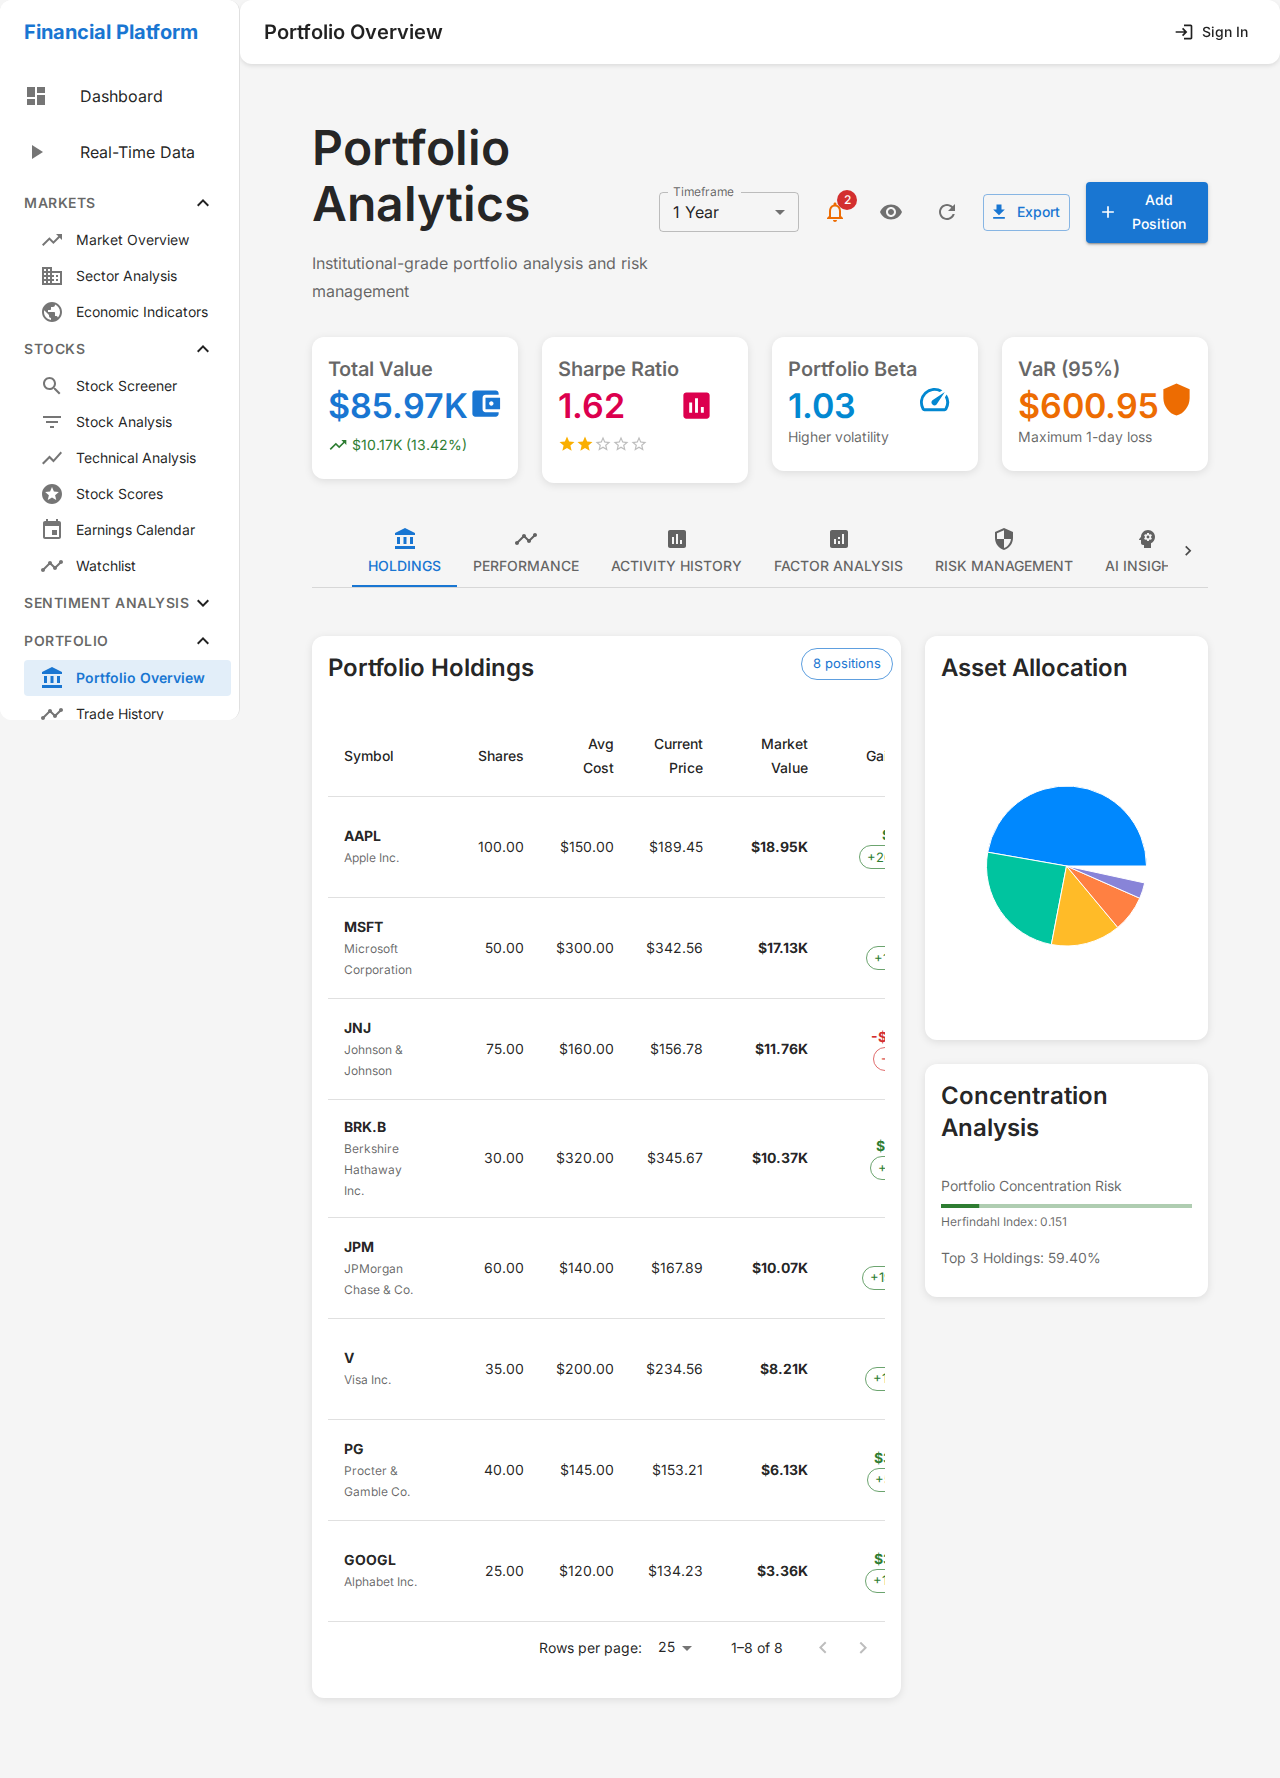 Financial Platform
Portfolio Overview
Sign In
Dashboard
Real-Time Data
MARKETS
Market Overview
Sector Analysis
Economic Indicators
STOCKS
Stock Screener
Stock Analysis
Technical Analysis
Stock Scores
Earnings Calendar
Watchlist
SENTIMENT ANALYSIS
PORTFOLIO
Portfolio Overview
Trade History
Portfolio
Analytics
Institutional-grade portfolio analysis and risk
management
Timeframe
1 Year
2
Export
Add
Position
Total Value
$85.97K
$10.17K (13.42%)
Sharpe Ratio
1.62
Portfolio Beta
1.03
Higher volatility
VaR (95%)
$600.95
Maximum 1-day loss
HOLDINGS
PERFORMANCE
ACTIVITY HISTORY
FACTOR ANALYSIS
RISK MANAGEMENT
AI INSIGH
Portfolio Holdings
8 positions
Symbol Shares Avg Cost Current Price Market Value Ga
AAPL
Apple Inc.
100.00 $150.00 $189.45 $18.95K
MSFT
Microsoft
Corporation
50.00 $300.00 $342.56 $17.13K
JNJ
Johnson &
Johnson
75.00 $160.00 $156.78 $11.76K
BRK.B
Berkshire
Hathaway
Inc.
30.00 $320.00 $345.67 $10.37K
JPM
JPMorgan
Chase & Co.
60.00 $140.00 $167.89 $10.07K
V
Visa Inc.
35.00 $200.00 $234.56 $8.21K
PG
Procter &
Gamble Co.
40.00 $145.00 $153.21 $6.13K
GOOGL
Alphabet Inc.
25.00 $120.00 $134.23 $3.36K
Rows per page: 25 1–8 of 8
Asset Allocation
Concentration
Analysis
Portfolio Concentration Risk
Herfindahl Index: 0.151
Top 3 Holdings: 59.40%